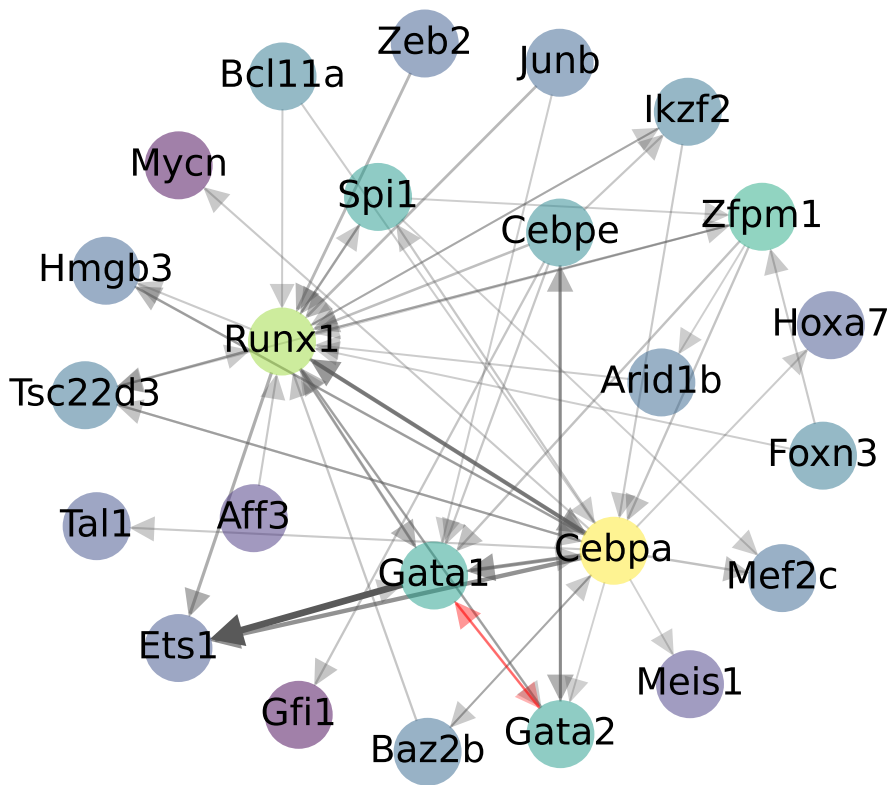 Zeb2
Junb
Bcl11a
Ikzf2
Mycn
Spi1
Zfpm1
Cebpe
Hmgb3
Hoxa7
Runx1
Arid1b
Tsc22d3
Foxn3
Aff3
Tal1
Cebpa
Gata1
Mef2c
Ets1
Meis1
Gfi1
Gata2
Baz2b